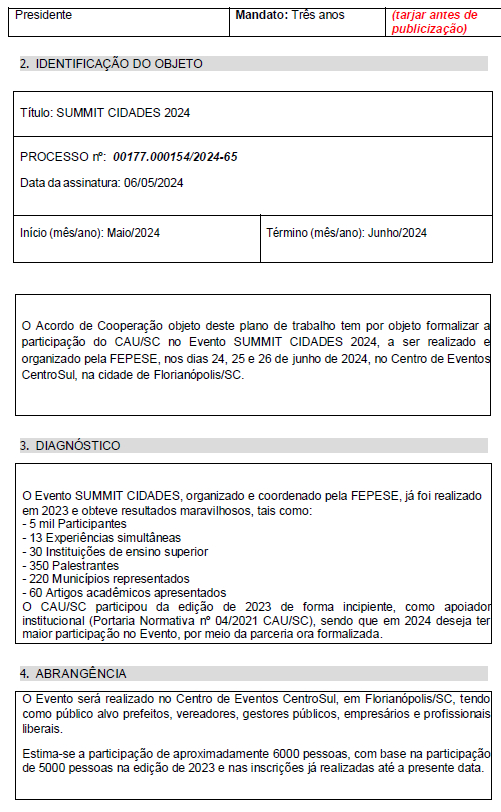 Presidente
Mandato: Três anos
(tarjar antes de
publicização)
2. IDENTIFICAÇÃO DO OBJETO
Título: SUMMIT CIDADES 2024
PROCESSO nº: 00177.000154/2024-65
Data da assinatura: 06/05/2024
Início (mês/ano): Maio/2024
Término (mês/ano): Junho/2024
O Acordo de Cooperação objeto deste plano de trabalho tem por objeto formalizar a
participação do CAU/SC no Evento SUMMIT CIDADES 2024, a ser realizado e
organizado pela FEPESE, nos dias 24, 25 e 26 de junho de 2024, no Centro de Eventos
CentroSul, na cidade de Florianópolis/SC.
3. DIAGNÓSTICO
O Evento SUMMIT CIDADES, organizado e coordenado pela FEPESE, já foi realizado
em 2023 e obteve resultados maravilhosos, tais como:
- 5 mil Participantes
- 13 Experiências simultâneas
- 30 Instituições de ensino superior
- 350 Palestrantes
- 220 Municípios representados
- 60 Artigos acadêmicos apresentados
O CAU/SC participou da edição de 2023 de forma incipiente, como apoiador
institucional (Portaria Normativa nº 04/2021 CAU/SC), sendo que em 2024 deseja ter
maior participação no Evento, por meio da parceria ora formalizada.
4. ABRANGÊNCIA
O Evento será realizado no Centro de Eventos CentroSul, em Florianópolis/SC, tendo
como público alvo prefeitos, vereadores, gestores públicos, empresários e profissionais
liberais.
Estima-se a participação de aproximadamente 6000 pessoas, com base na participação
de 5000 pessoas na edição de 2023 e nas inscrições já realizadas até a presente data.